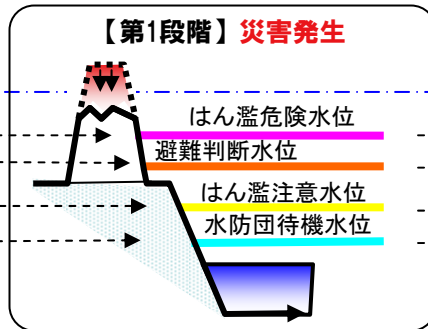 【第1段階】災害発生
はん濫危険水位
避難判断水位
はん濫注意水位
水防団待機水位